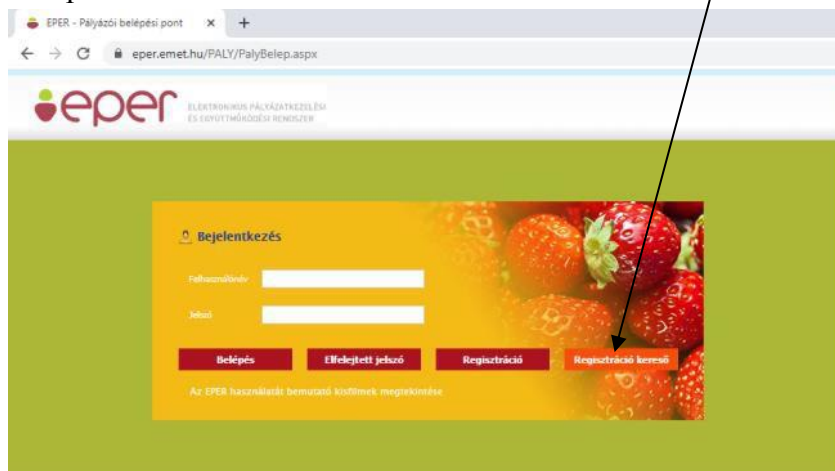 EPER - Pályázói belépési pont
eper.emet.hu/PALY/PalyBelep.aspx
eper
ELEKTRONIKUS PÁLYÁZATKEZELÉSI
ÉS EGYÜTTMŰKÖDÉSI RENDSZER
Bejelentkezés
Felhasználónév
Jelszó
Belépés
Elfelejtett jelszó
Regisztráció
Regisztráció kereső
Az EPER használatát bemutató kisfilmek megtekintése